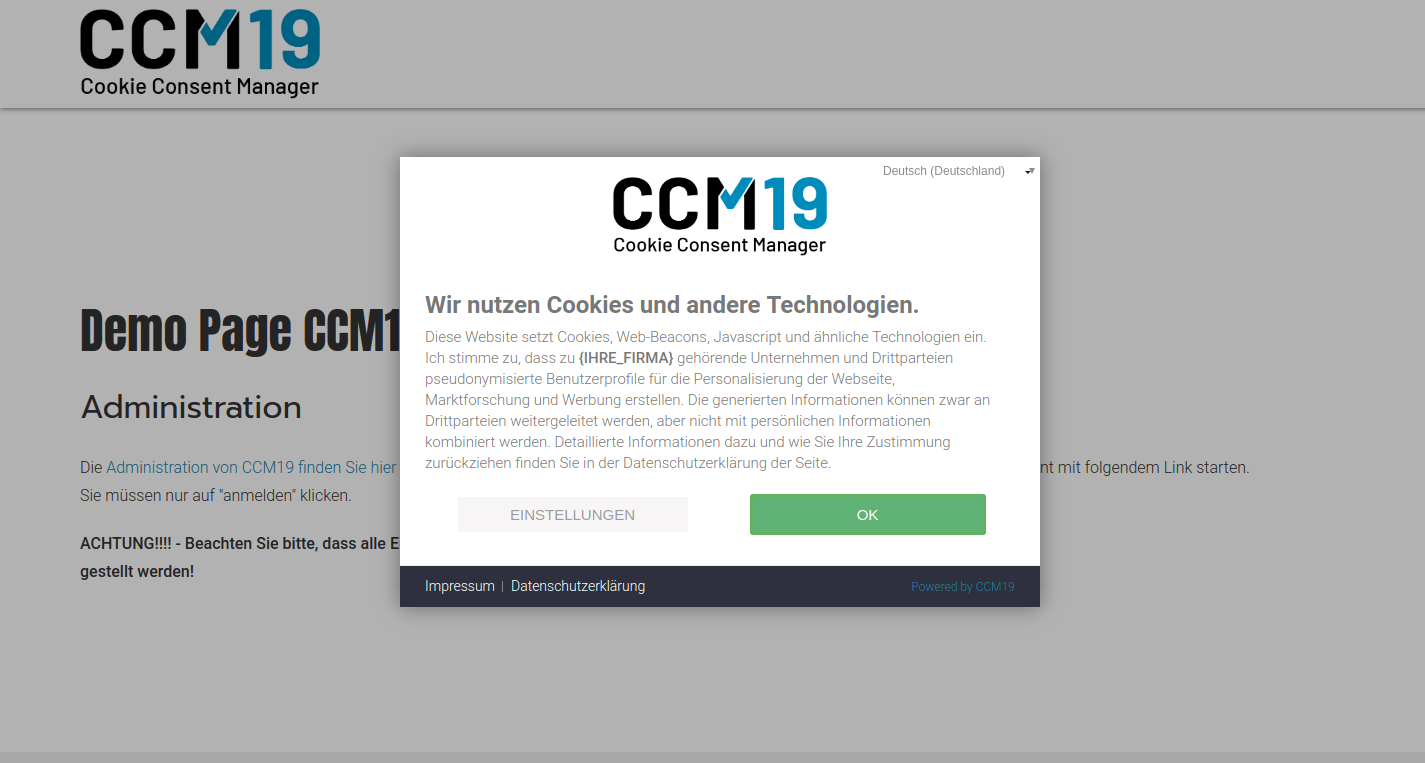 CCM19
Cookie Consent Manager
Deutsch (Deutschland)
CCM19
Cookie Consent Manager
Wir nutzen Cookies und andere Technologien.
Diese Website setzt Cookies, Web-Beacons, Javascript und ähnliche Technologien ein.
Ich stimme zu, dass zu {IHRE_FIRMA} gehörende Unternehmen und Drittparteien
pseudonymisierte Benutzerprofile für die Personalisierung der Webseite,
Marktforschung und Werbung erstellen. Die generierten Informationen können zwar an
Drittparteien weitergeleitet werden, aber nicht mit persönlichen Informationen
kombiniert werden. Detaillierte Informationen dazu und wie Sie Ihre Zustimmung
zurückziehen finden Sie in der Datenschutzerklärung der Seite.
EINSTELLUNGEN
OK
Impressum | Datenschutzerklärung
Powered by CCM19
Demo Page CCM1
Administration
Die Administration von CCM19 finden Sie hier
nt mit folgendem Link starten.
Sie müssen nur auf "anmelden" klicken.
ACHTUNG!!!! - Beachten Sie bitte, dass alle E
gestellt werden!